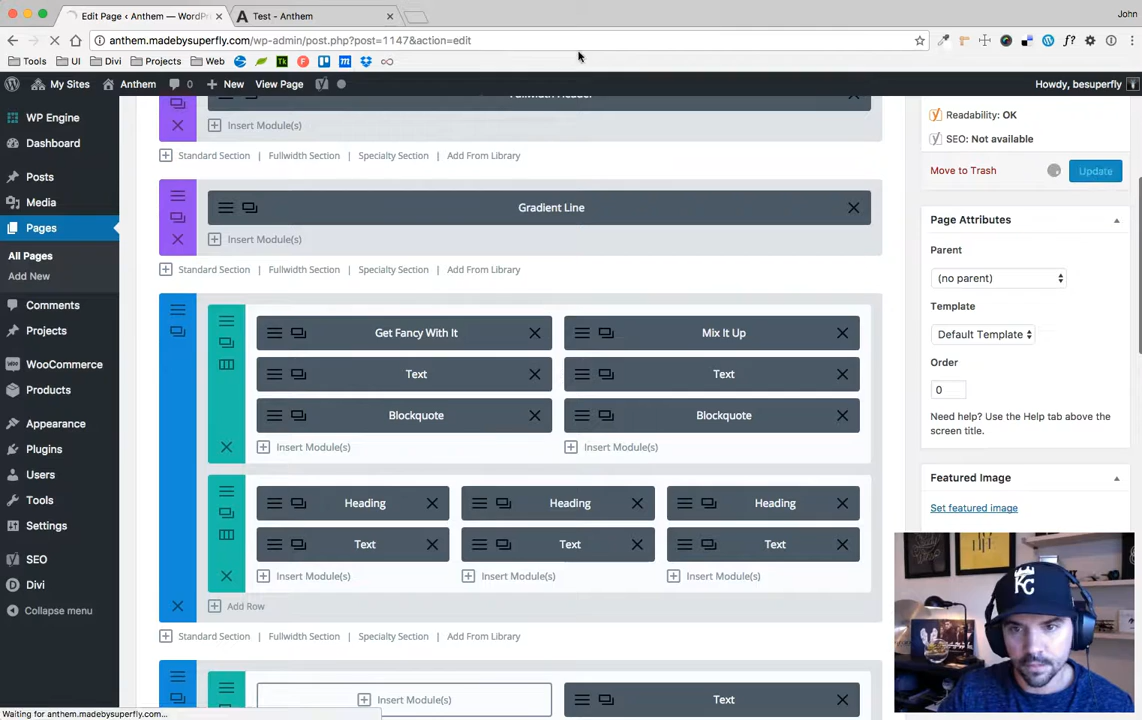 Edit Page ‹ Anthem — WordPr
Test - Anthem
John
anthem.madebysuperfly.com/wp-admin/post.php?post=1147&action=edit
Tools
UI
Divi
Projects
Web
My Sites
Anthem
0
New
View Page
Howdy, besuperfly
WP Engine
Dashboard
Posts
Media
Pages
All Pages
Add New
Comments
Projects
WooCommerce
Products
Appearance
Plugins
Users
Tools
Settings
SEO
Divi
Collapse menu
Fullwidth Header
Insert Module(s)
Standard Section | Fullwidth Section | Specialty Section | Add From Library
Gradient Line
Insert Module(s)
Standard Section | Fullwidth Section | Specialty Section | Add From Library
Get Fancy With It
Mix It Up
Text
Text
Blockquote
Blockquote
Insert Module(s)
Insert Module(s)
Heading
Heading
Heading
Text
Text
Text
Insert Module(s)
Insert Module(s)
Insert Module(s)
Add Row
Standard Section | Fullwidth Section | Specialty Section | Add From Library
Insert Module(s)
Text
Readability: OK
SEO: Not available
Move to Trash
Update
Page Attributes
Parent
(no parent)
Template
Default Template
Order
0
Need help? Use the Help tab above the
screen title.
Featured Image
Set featured image
KC
Waiting for anthem.madebysuperfly.com...